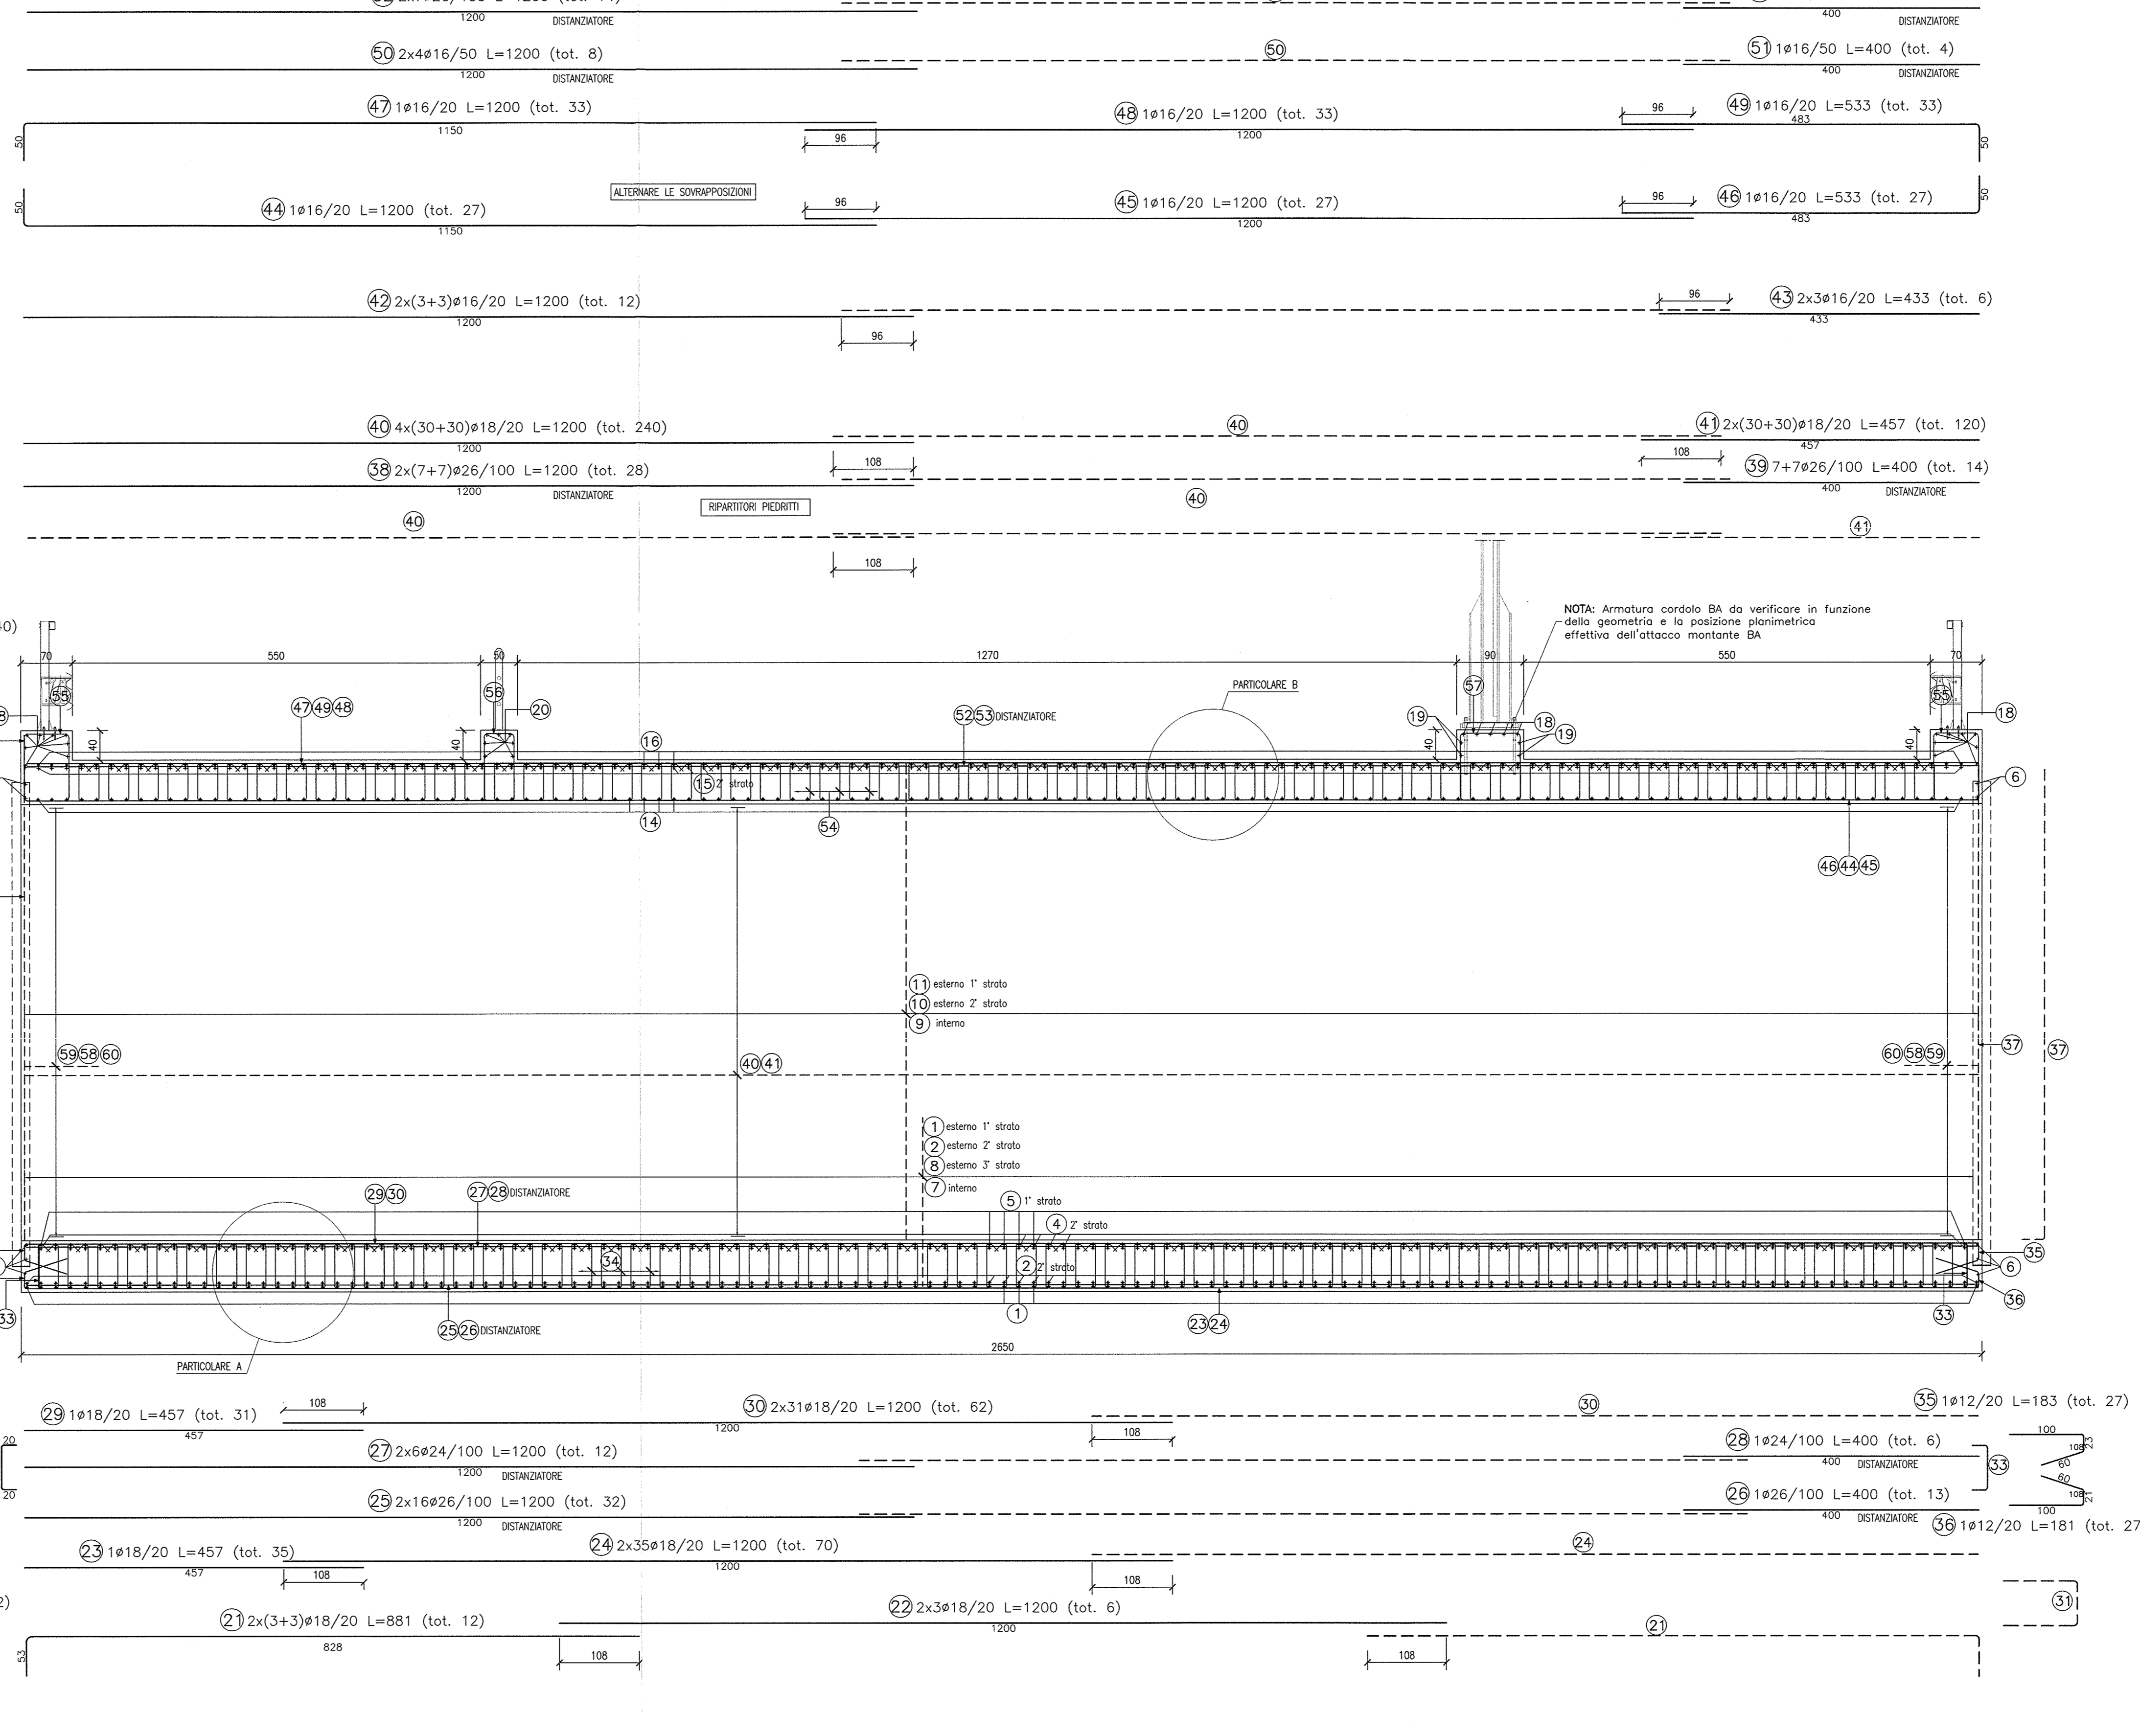 1200 DISTANZIATORE
400 DISTANZIATORE
50 2x4ø16/50 L=1200 (tot. 8)
50
51 1ø16/50 L=400 (tot. 4)
1200 DISTANZIATORE
400 DISTANZIATORE
47 1ø16/20 L=1200 (tot. 33)
48 1ø16/20 L=1200 (tot. 33)
96
49 1ø16/20 L=533 (tot. 33)
50
1150
96
1200
483
50
ALTERNARE LE SOVRAPPOSIZIONI
50
44 1ø16/20 L=1200 (tot. 27)
96
45 1ø16/20 L=1200 (tot. 27)
96
46 1ø16/20 L=533 (tot. 27)
50
1150
1200
483
42 2x(3+3)ø16/20 L=1200 (tot. 12)
96
43 2x3ø16/20 L=433 (tot. 6)
1200
96
433
40 4x(30+30)ø18/20 L=1200 (tot. 240)
40
41 2x(30+30)ø18/20 L=457 (tot. 120)
1200
457
38 2x(7+7)ø26/100 L=1200 (tot. 28)
108
108
39 7+7ø26/100 L=400 (tot. 14)
1200 DISTANZIATORE
400 DISTANZIATORE
RIPARTITORI PIEDRITTI
40
40
41
108
NOTA: Armatura cordolo BA da verificare in funzione
della geometria e la posizione planimetrica
effettiva dell'attacco montante BA
70
550
50
1270
90
550
70
PARTICOLARE B
55
56
57
55
47 49 48
20
52 53 DISTANZIATORE
19
18
19
18
40
40
16
40
40
15 2° strato
6
14
54
46 44 45
11 esterno 1° strato
10 esterno 2° strato
9 interno
59 58 60
40 41
60 58 59
37
37
1 esterno 1° strato
2 esterno 2° strato
8 esterno 3° strato
7 interno
29 30
27 28 DISTANZIATORE
5 1° strato
4 2° strato
34
2 2° strato
35
6
33
25 26 DISTANZIATORE
1
23 24
33
36
2650
PARTICOLARE A
29 1ø18/20 L=457 (tot. 31)
108
30 2x31ø18/20 L=1200 (tot. 62)
30
35 1ø12/20 L=183 (tot. 27)
457
1200
108
20
27 2x6ø24/100 L=1200 (tot. 12)
28 1ø24/100 L=400 (tot. 6)
100
108
23
1200 DISTANZIATORE
400 DISTANZIATORE
33
60
60
20
25 2x16ø26/100 L=1200 (tot. 32)
26 1ø26/100 L=400 (tot. 13)
108
21
100
1200 DISTANZIATORE
400 DISTANZIATORE
36 1ø12/20 L=181 (tot. 27
23 1ø18/20 L=457 (tot. 35)
24 2x35ø18/20 L=1200 (tot. 70)
24
457
108
1200
108
21 2x(3+3)ø18/20 L=881 (tot. 12)
22 2x3ø18/20 L=1200 (tot. 6)
21
31
53
828
108
1200
108